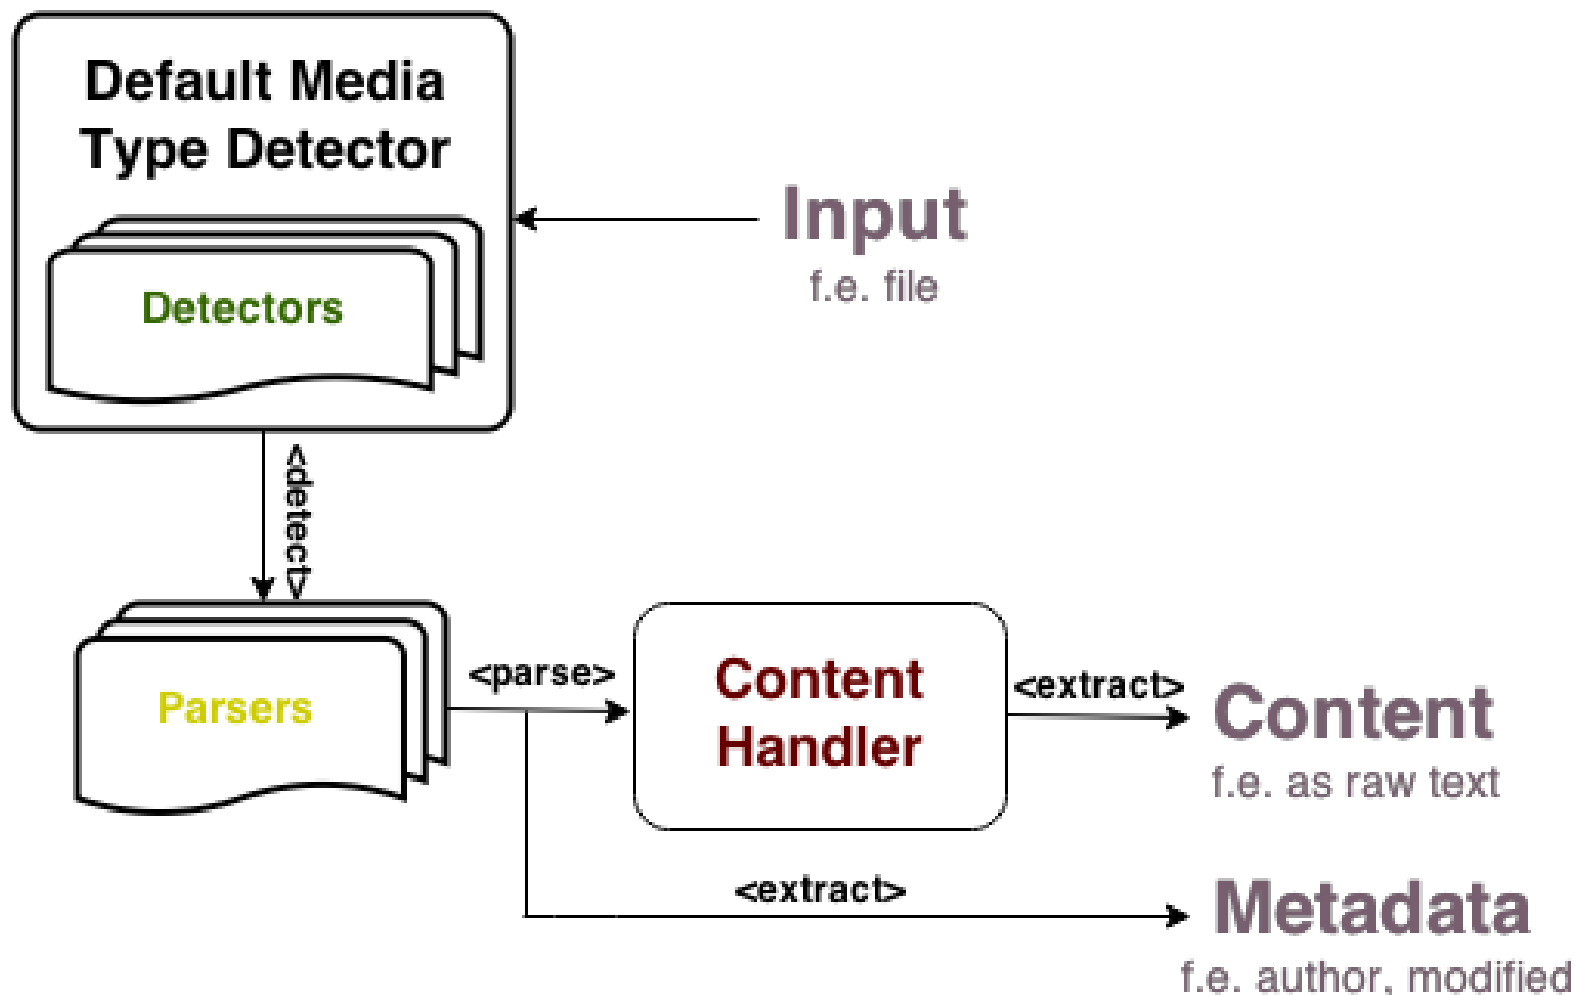 Default Media
Type Detector
Input
f.e. file
Detectors
<detect>
Parsers
<parse>
Content
Handler
<extract>
Content
f.e. as raw text
<extract>
Metadata
f.e. author, modified